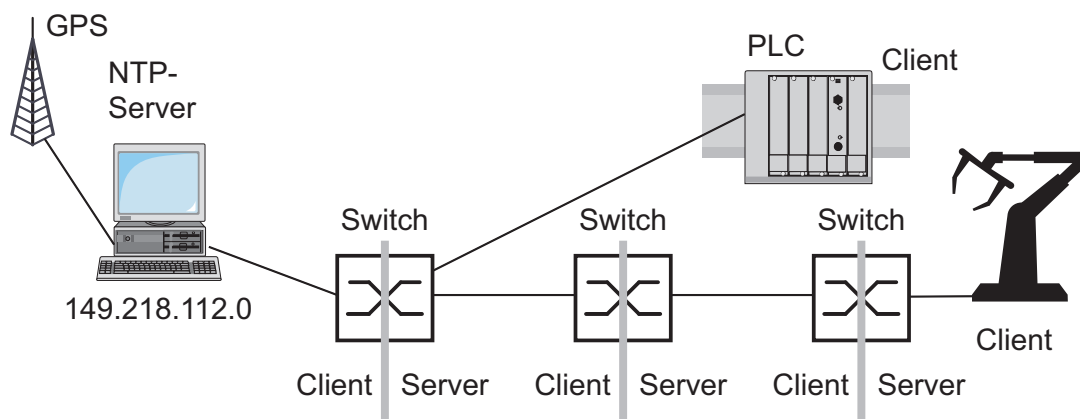 GPS
NTP-
Server
149.218.112.0
PLC
Client
Switch
Switch
Switch
Client
Server
Client
Server
Client
Server
Client